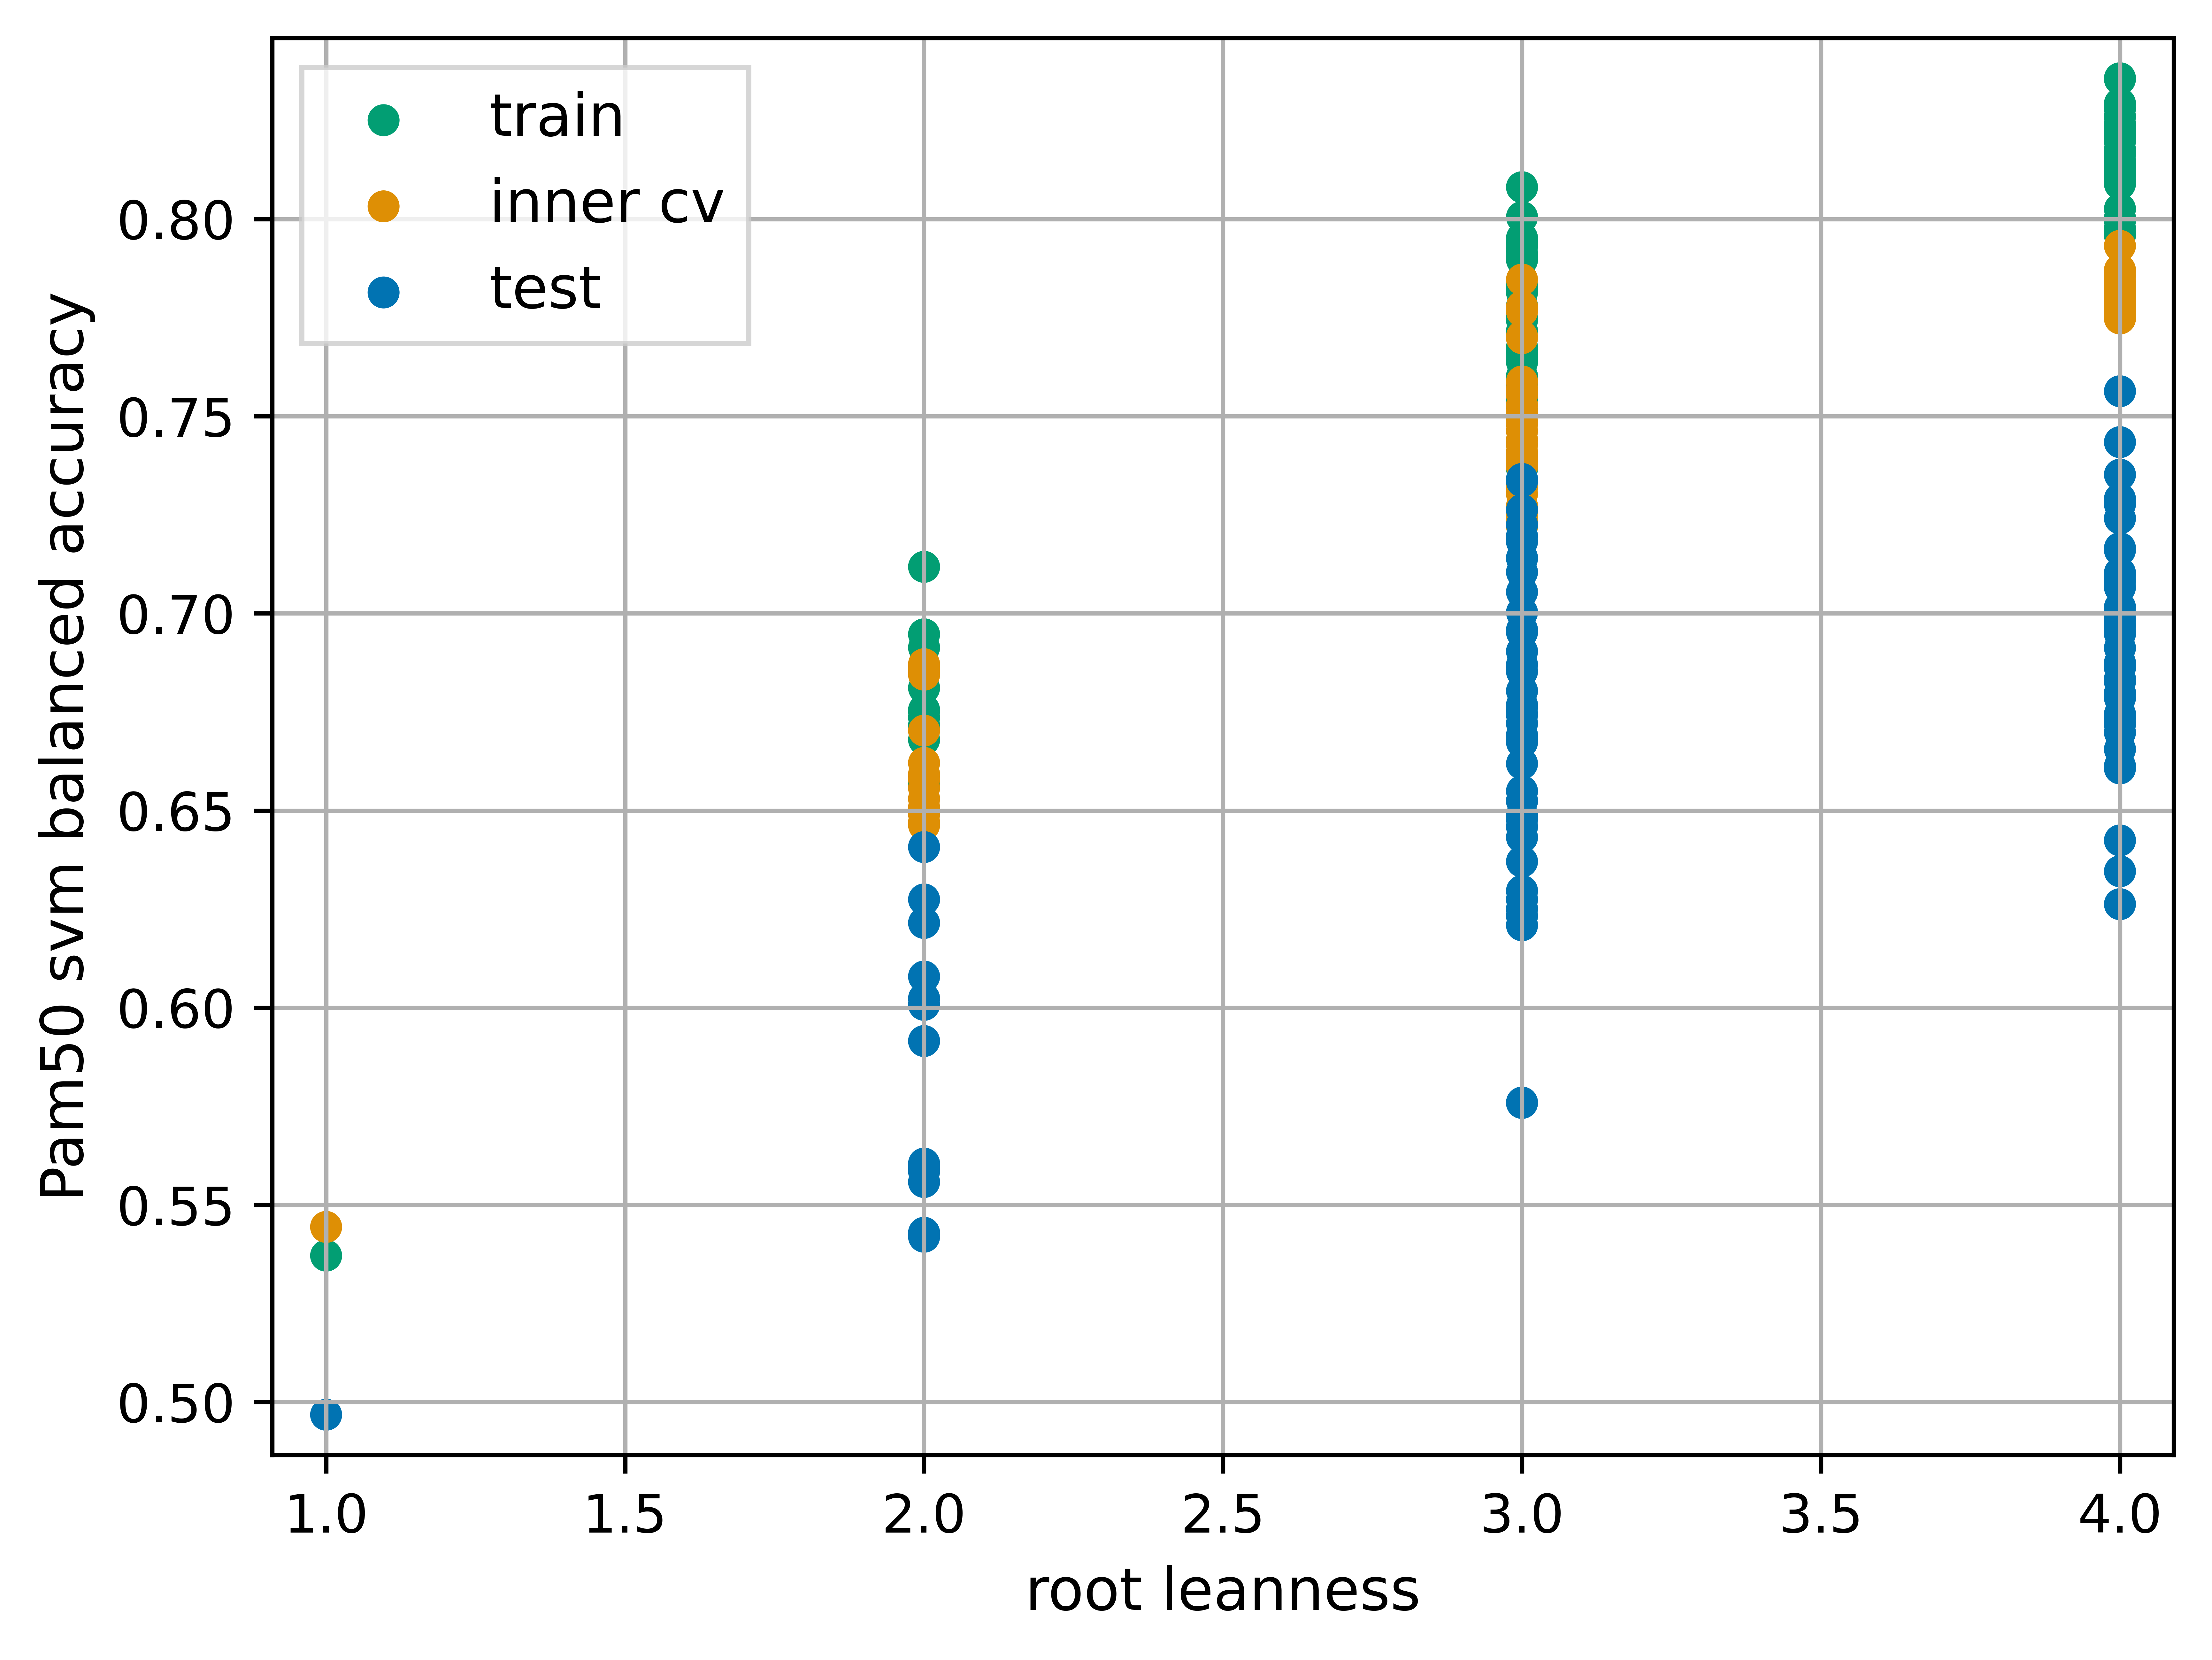 train
inner cv
test
Pam50 svm balanced accuracy
0.80
0.75
0.70
0.65
0.60
0.55
0.50
1.0 1.5 2.0 2.5 3.0 3.5 4.0
root leanness